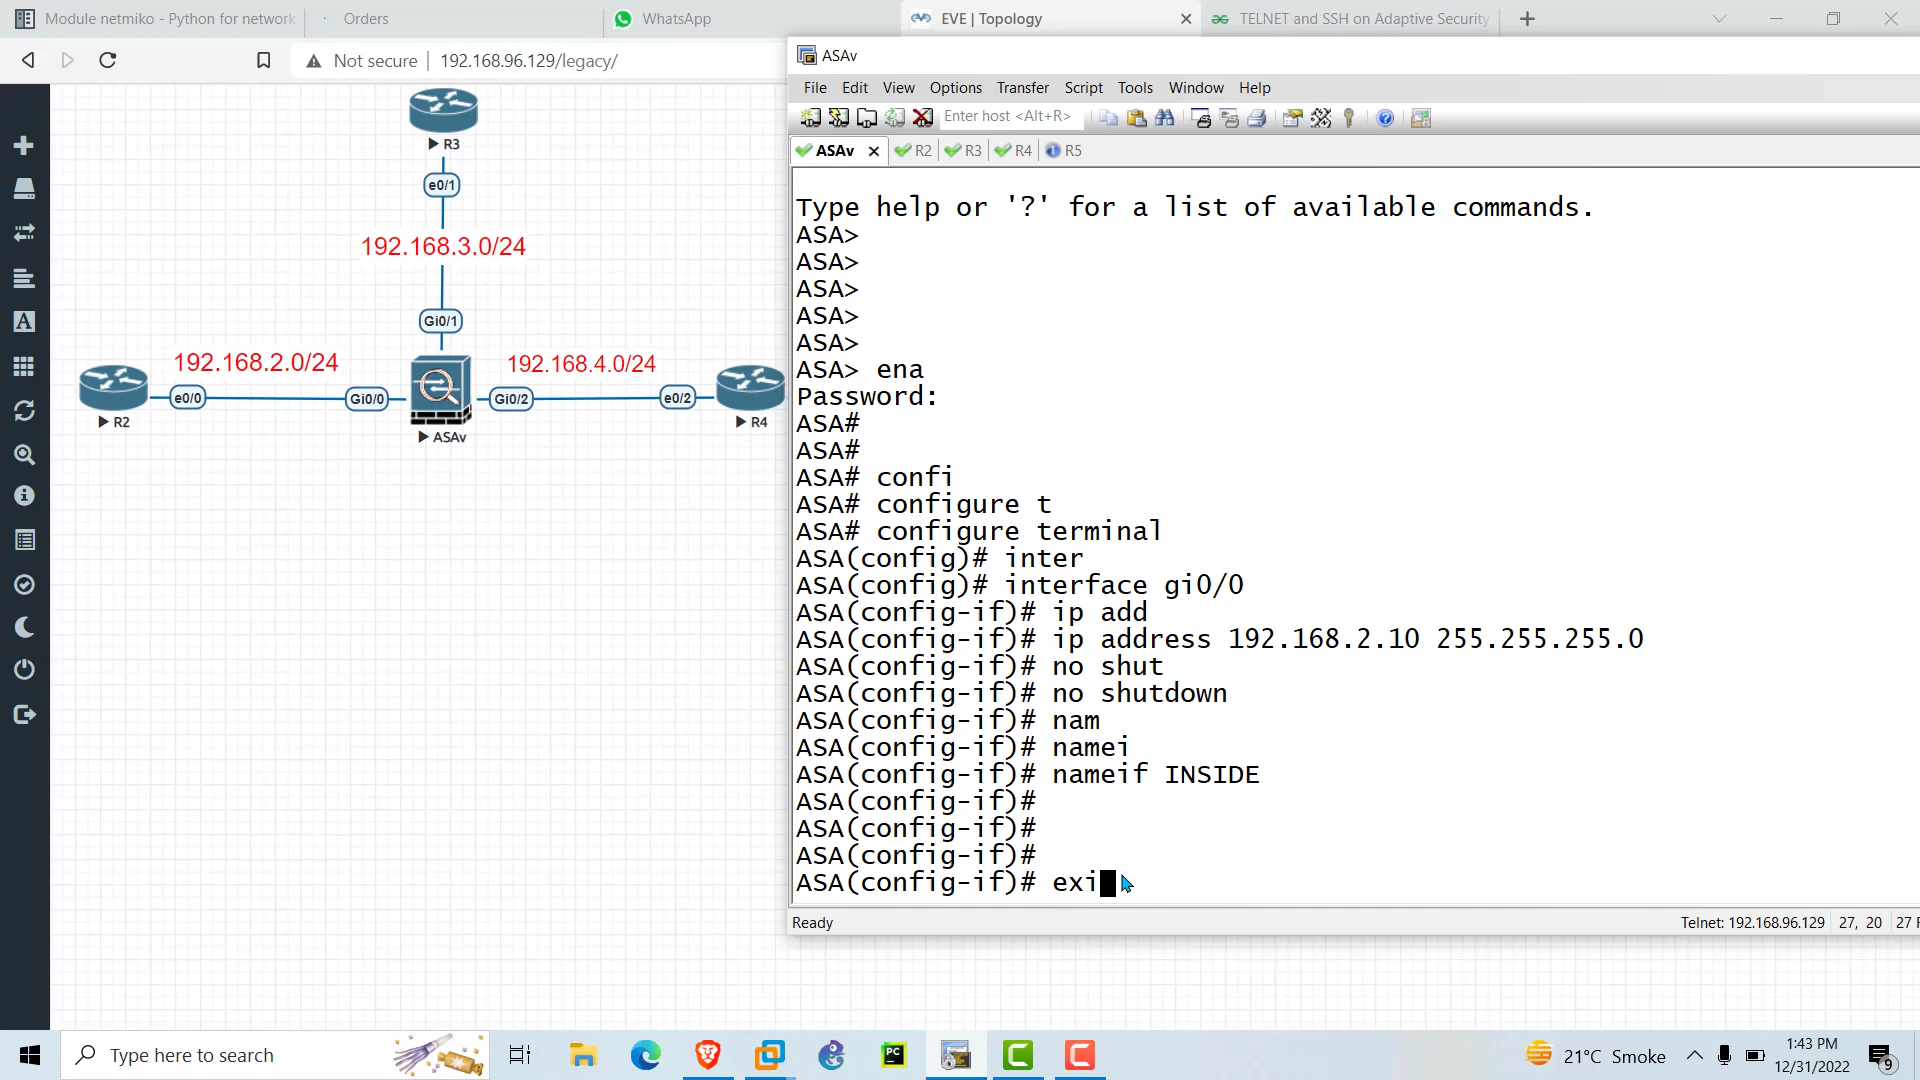 Module netmiko - Python for network
Orders
WhatsApp
EVE | Topology
TELNET and SSH on Adaptive Security
Not secure
192.168.96.129/legacy/
R3
e0/1
192.168.3.0/24
Gi0/1
192.168.2.0/24
192.168.4.0/24
e0/0
Gi0/0
Gi0/2
e0/2
R2
ASAv
R4
ASAv
File Edit View Options Transfer Script Tools Window Help
Enter host <Alt+R>
ASAv R2 R3 R4 R5
Type help or '?' for a list of available commands.
ASA>
ASA>
ASA>
ASA>
ASA>
ASA> ena
Password:
ASA#
ASA#
ASA# confi
ASA# configure t
ASA# configure terminal
ASA(config)# inter
ASA(config)# interface gi0/0
ASA(config-if)# ip add
ASA(config-if)# ip address 192.168.2.10 255.255.255.0
ASA(config-if)# no shut
ASA(config-if)# no shutdown
ASA(config-if)# nam
ASA(config-if)# namei
ASA(config-if)# nameif INSIDE
ASA(config-if)#
ASA(config-if)#
ASA(config-if)#
ASA(config-if)# exi
Ready
Telnet: 192.168.96.129 27, 20 27 R
Type here to search
PC
21°C Smoke
1:43 PM
12/31/2022
9